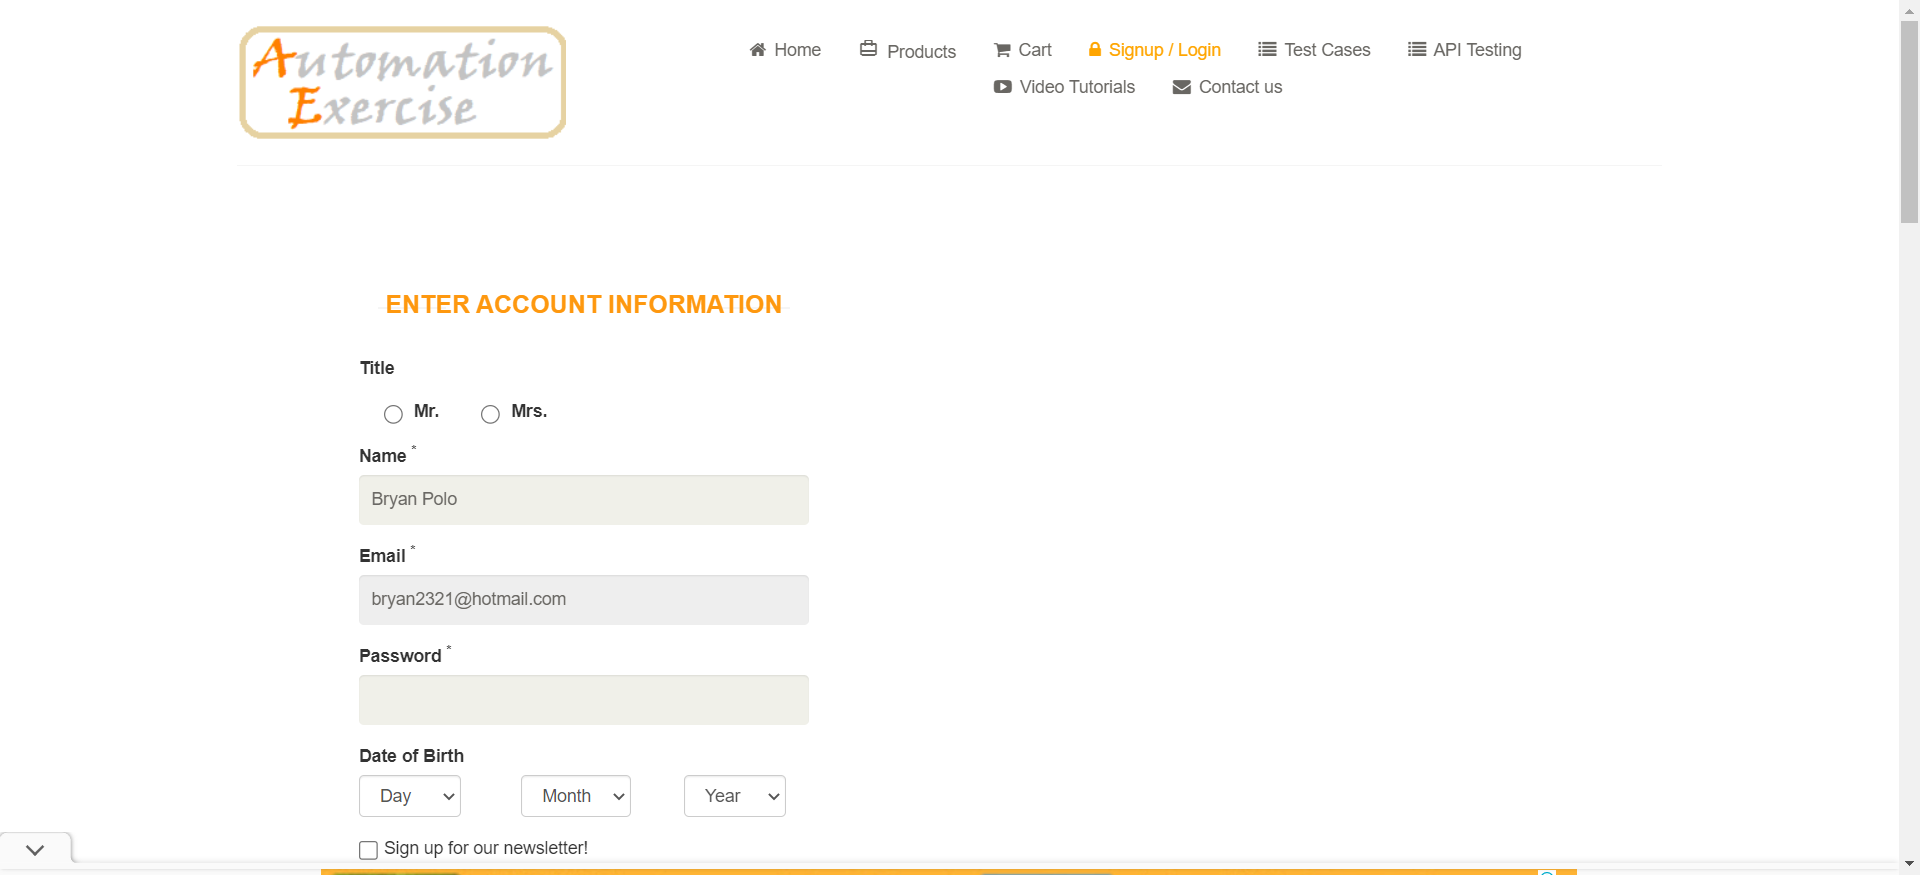 Automation
Exercise
Home Products Cart Signup / Login Test Cases API Testing
Video Tutorials Contact us
ENTER ACCOUNT INFORMATION
Title
Mr. Mrs.
Name *
Bryan Polo
Email *
bryan2321@hotmail.com
Password *
Date of Birth
Day Month Year
Sign up for our newsletter!